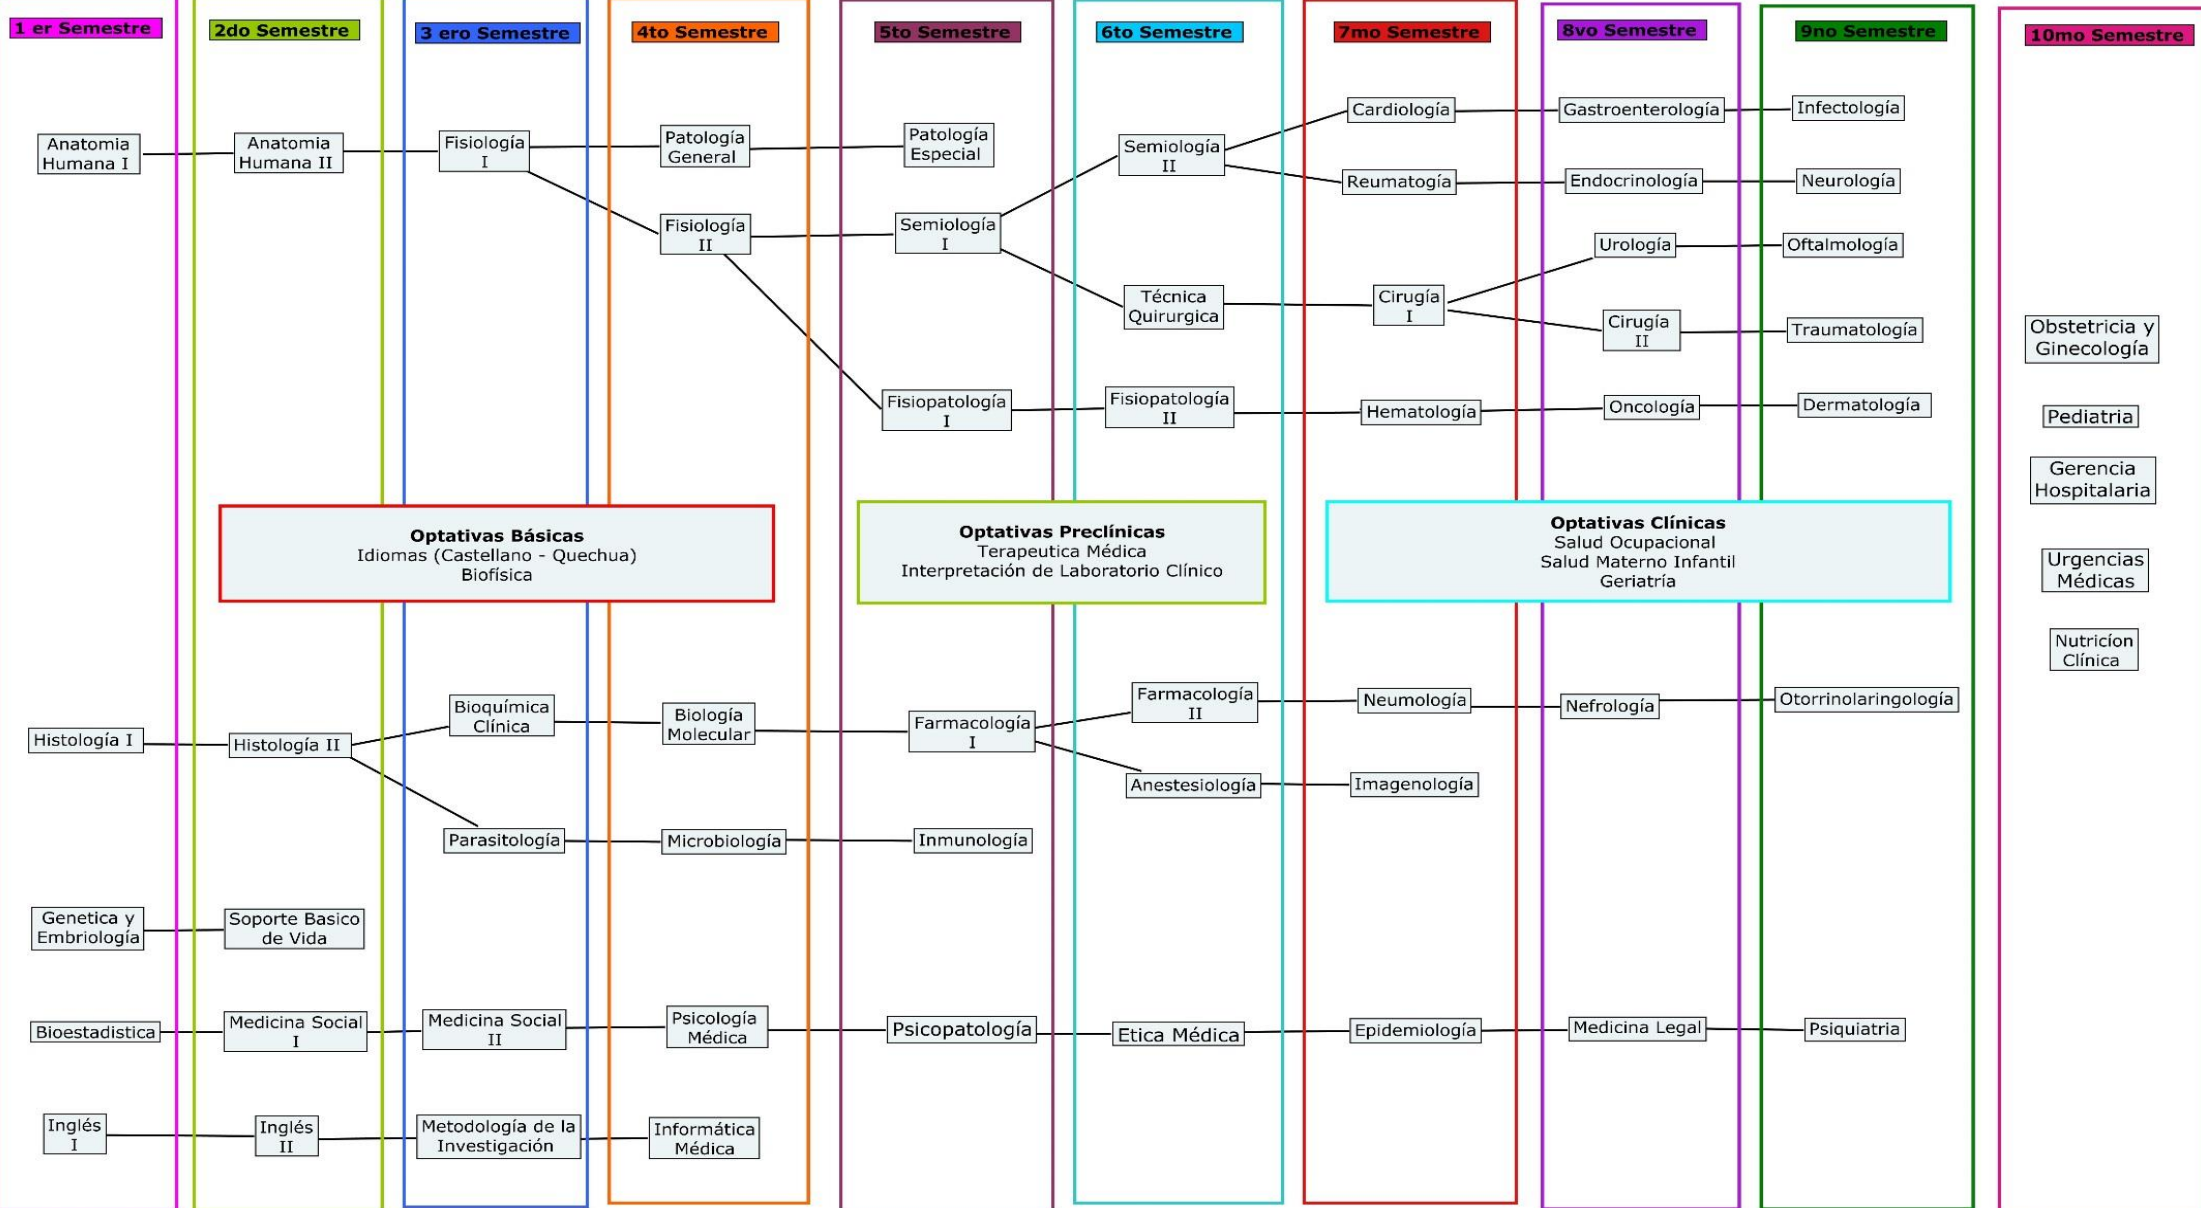 1 er Semestre
2do Semestre
3 ero Semestre
4to Semestre
5to Semestre
6to Semestre
7mo Semestre
8vo Semestre
9no Semestre
10mo Semestre
Anatomia
Humana I
Anatomia
Humana II
Fisiología
I
Patología
General
Patología
Especial
Semiología
II
Cardiología
Gastroenterología
Infectología
Reumatogía
Endocrinología
Neurología
Fisiología
II
Semiología
I
Urología
Oftalmología
Técnica
Quirurgica
Cirugía
I
Cirugía
II
Traumatología
Fisiopatología
I
Fisiopatología
II
Hematología
Oncología
Dermatología
Obstetricia y
Ginecología
Pediatria
Gerencia
Hospitalaria
Urgencias
Médicas
Nutricíon
Clínica
Optativas Básicas
Idiomas (Castellano - Quechua)
Biofísica
Optativas Preclínicas
Terapeutica Médica
Interpretación de Laboratorio Clínico
Optativas Clínicas
Salud Ocupacional
Salud Materno Infantil
Geriatría
Histología I
Histología II
Bioquímica
Clínica
Biología
Molecular
Farmacología
I
Farmacología
II
Neumología
Nefrología
Otorrinolaringología
Anestesiología
Imagenología
Parasitología
Microbiología
Inmunología
Genetica y
Embriología
Soporte Basico
de Vida
Bioestadistica
Medicina Social
I
Medicina Social
II
Psicología
Médica
Psicopatología
Etica Médica
Epidemiología
Medicina Legal
Psiquiatria
Inglés
I
Inglés
II
Metodología de la
Investigación
Informática
Médica